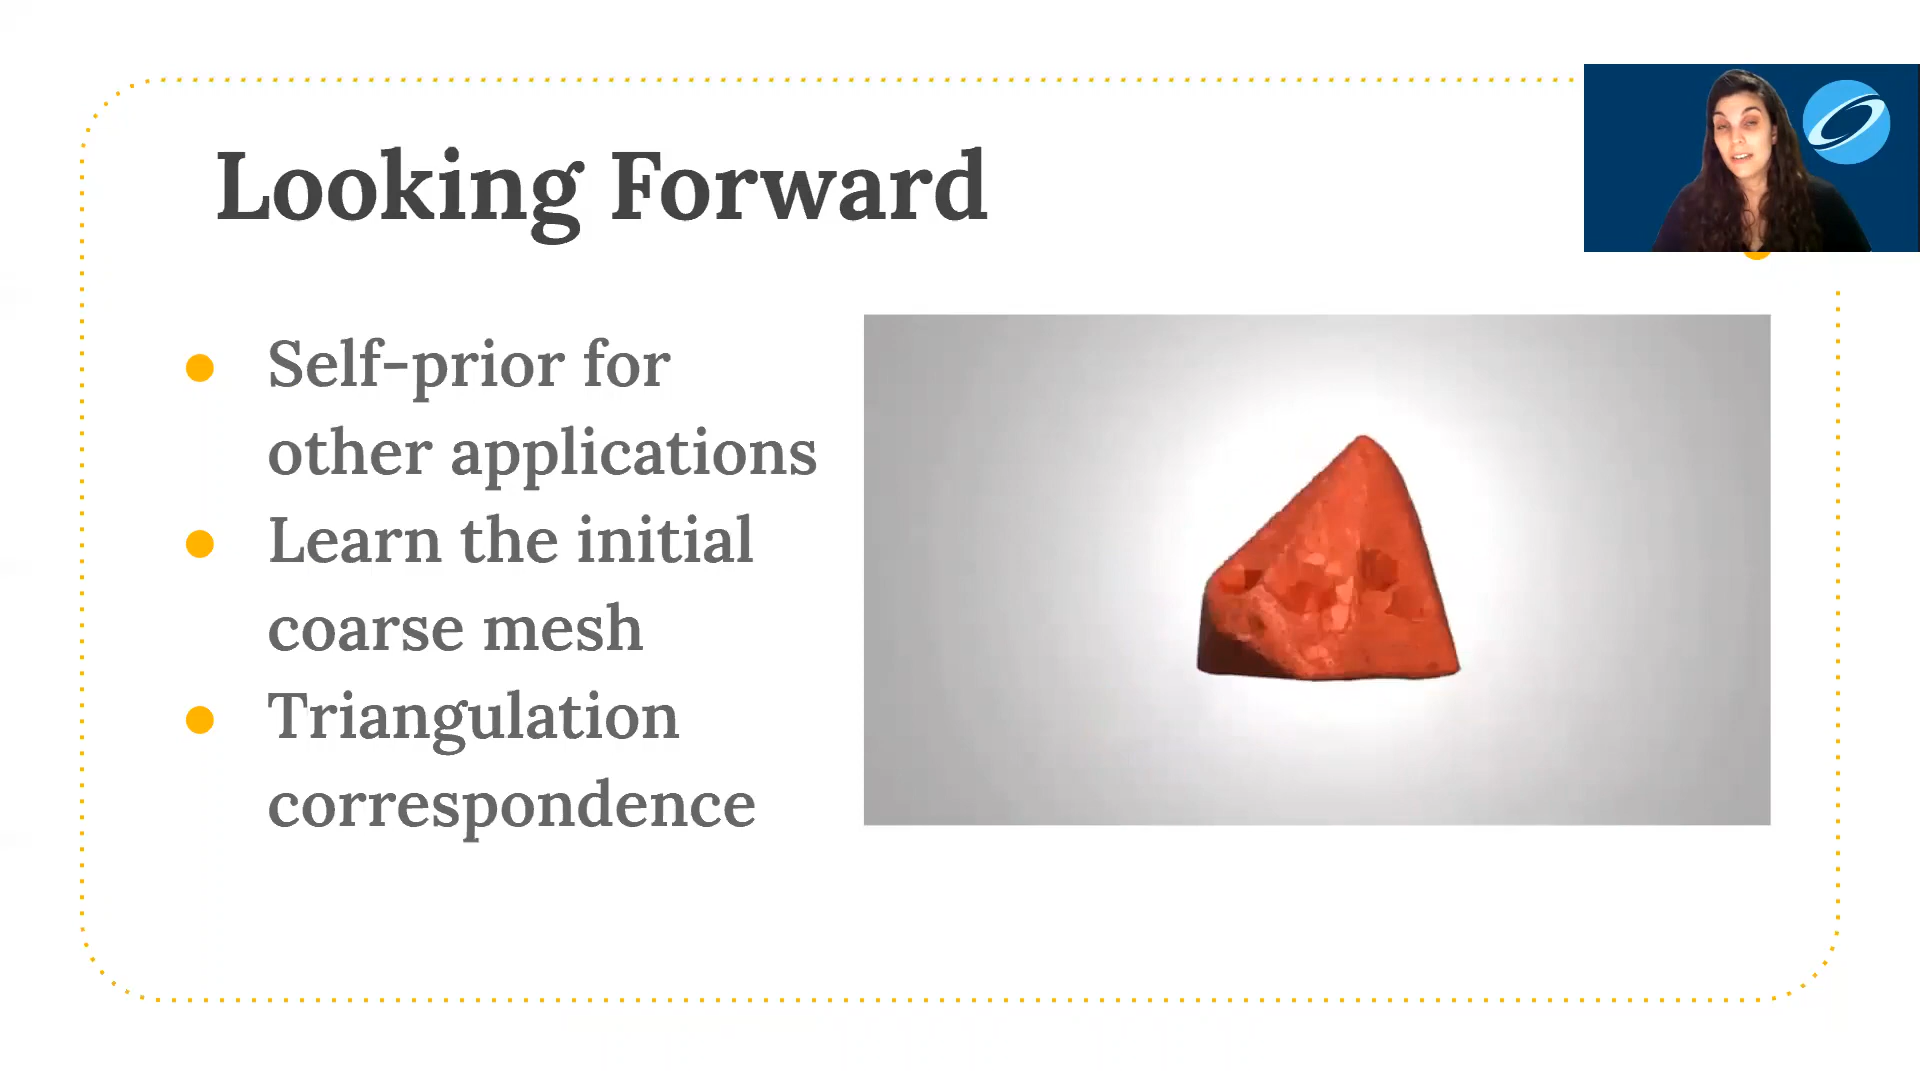 Looking Forward
Self-prior for
other applications
Learn the initial
coarse mesh
Triangulation
correspondence